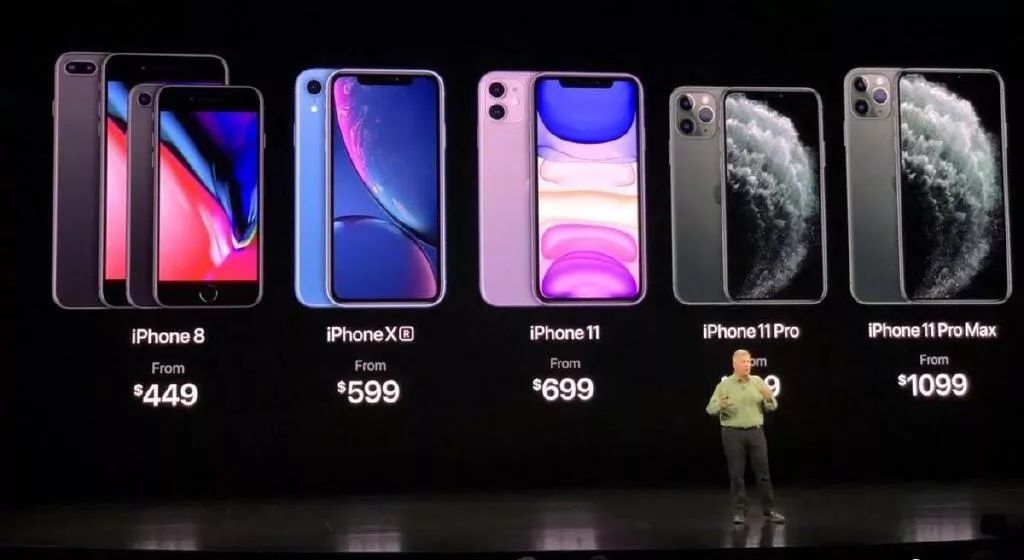 iPhone 8
From
$449
iPhone XR
From
$599
iPhone 11
From
$699
iPhone 11 Pro
iPhone 11 Pro Max
From
$1099